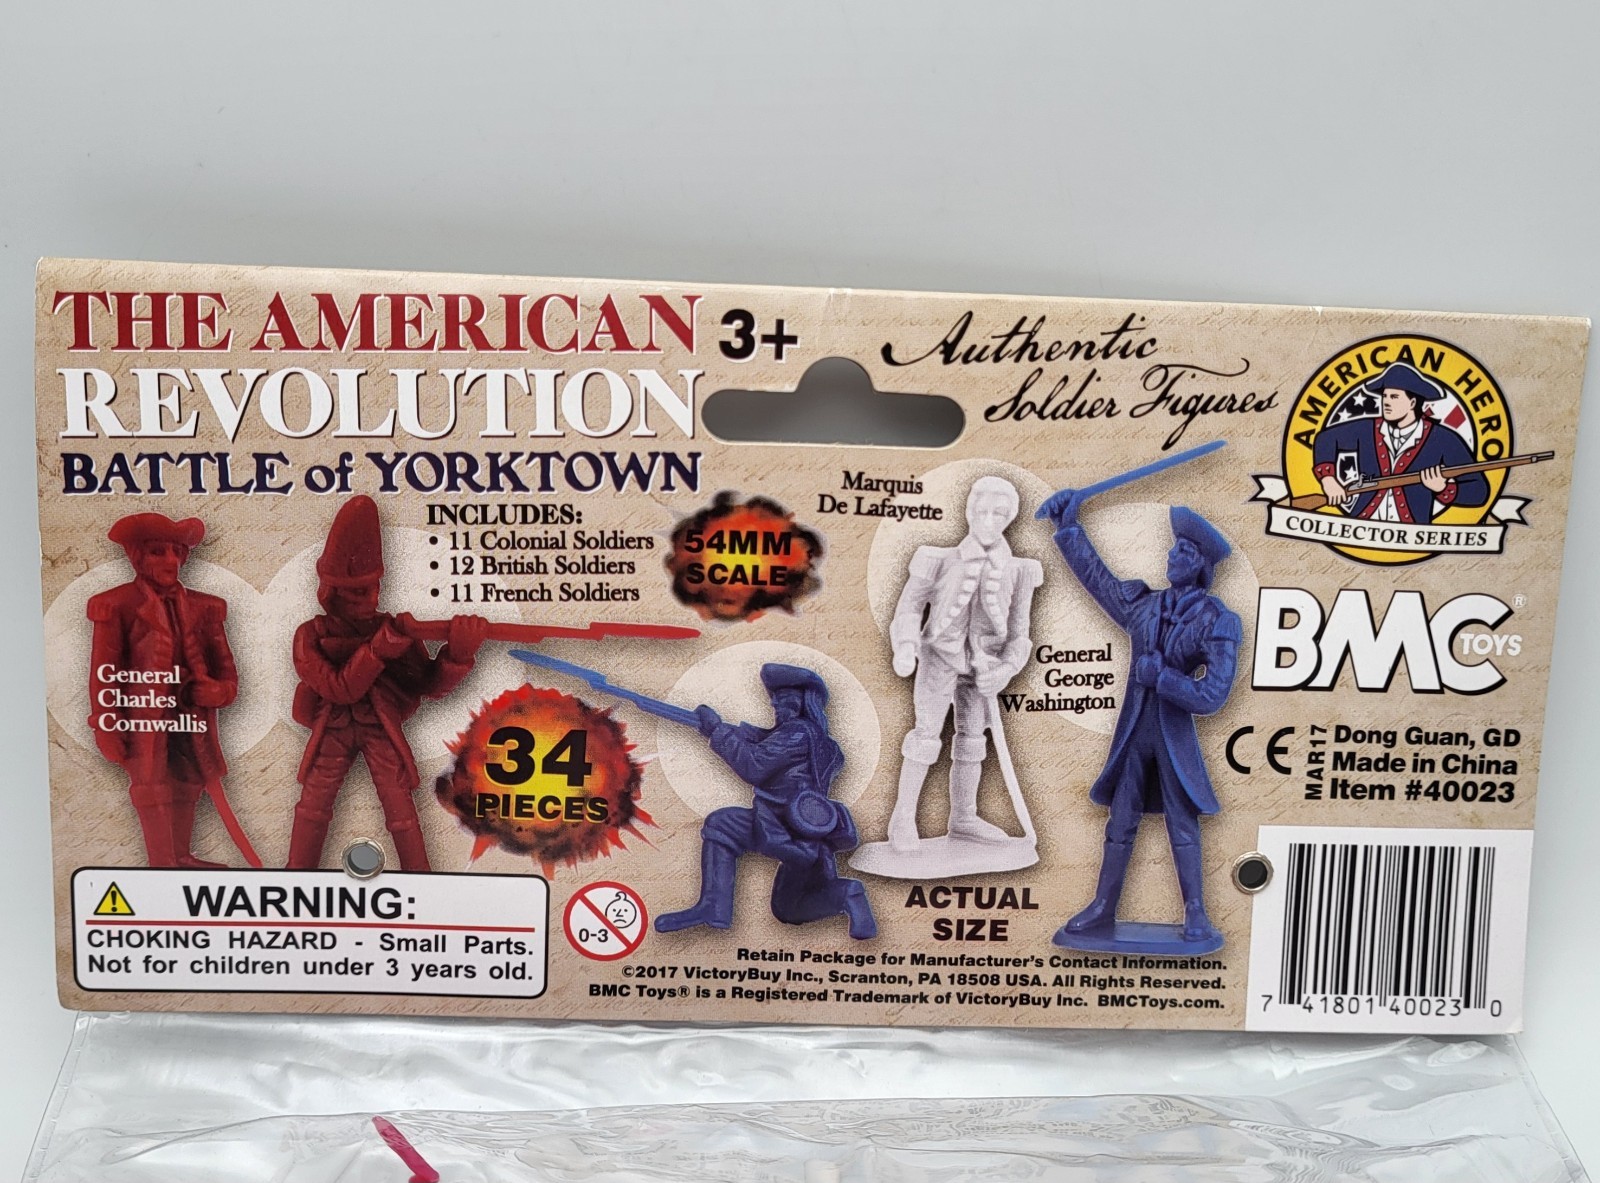 THE AMERICAN
REVOLUTION
BATTLE of YORKTOWN
3+
Authentic
Soldier Figures
AMERICAN HERO
COLLECTOR SERIES
INCLUDES:
• 11 Colonial Soldiers
• 12 British Soldiers
• 11 French Soldiers
54MM
SCALE
Marquis
De Lafayette
General
George
Washington
General
Charles
Cornwallis
34
PIECES
BMC®
TOYS
CE
MAR17
Dong Guan, GD
Made in China
Item #40023
WARNING:
CHOKING HAZARD - Small Parts.
Not for children under 3 years old.
0-3
ACTUAL
SIZE
Retain Package for Manufacturer's Contact Information.
©2017 VictoryBuy Inc., Scranton, PA 18508 USA. All Rights Reserved.
BMC Toys® is a Registered Trademark of VictoryBuy Inc. BMCToys.com.
7 41801 40023 0